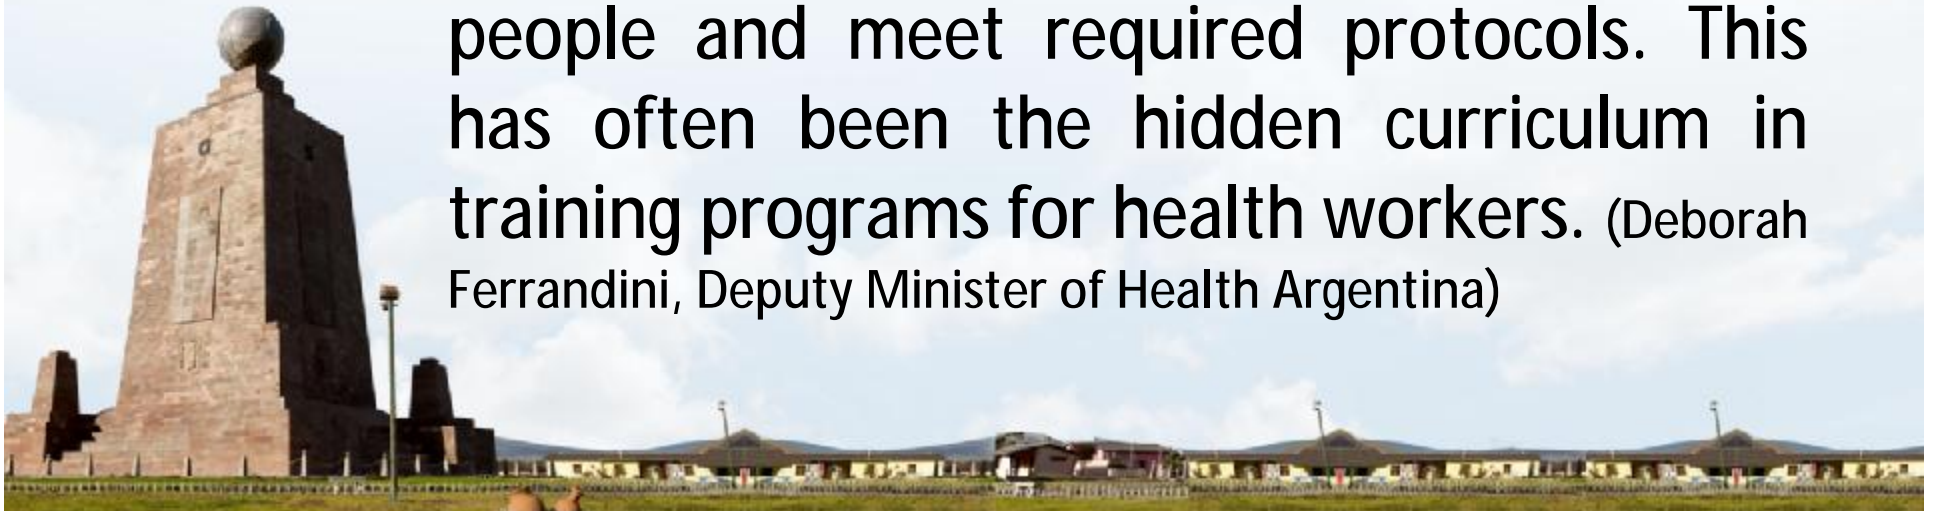 people and meet required protocols. This
has often been the hidden curriculum in
training programs for health workers. (Deborah
Ferrandini, Deputy Minister of Health Argentina)